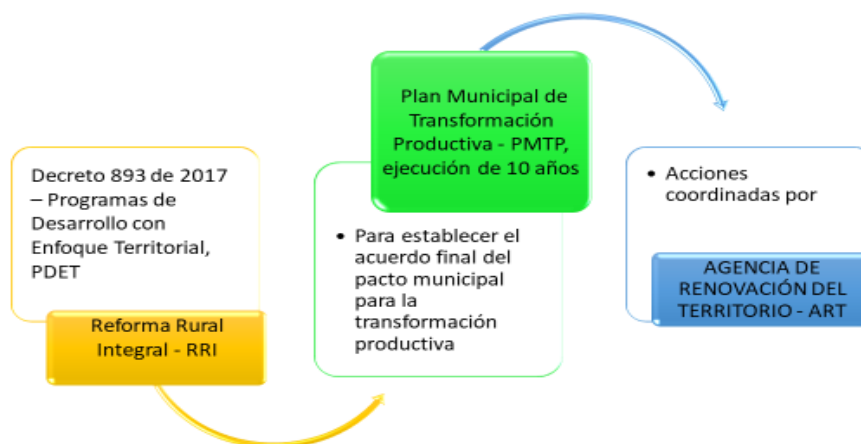 Decreto 893 de 2017
– Programas de
Desarrollo con
Enfoque Territorial,
PDET
Reforma Rural
Integral - RRI
Plan Municipal de
Transformación
Productiva - PMTP,
ejecución de 10 años
• Para establecer el
acuerdo final del
pacto municipal
para la
transformación
productiva
• Acciones
coordinadas por
AGENCIA DE
RENOVACIÓN DEL
TERRITORIO - ART